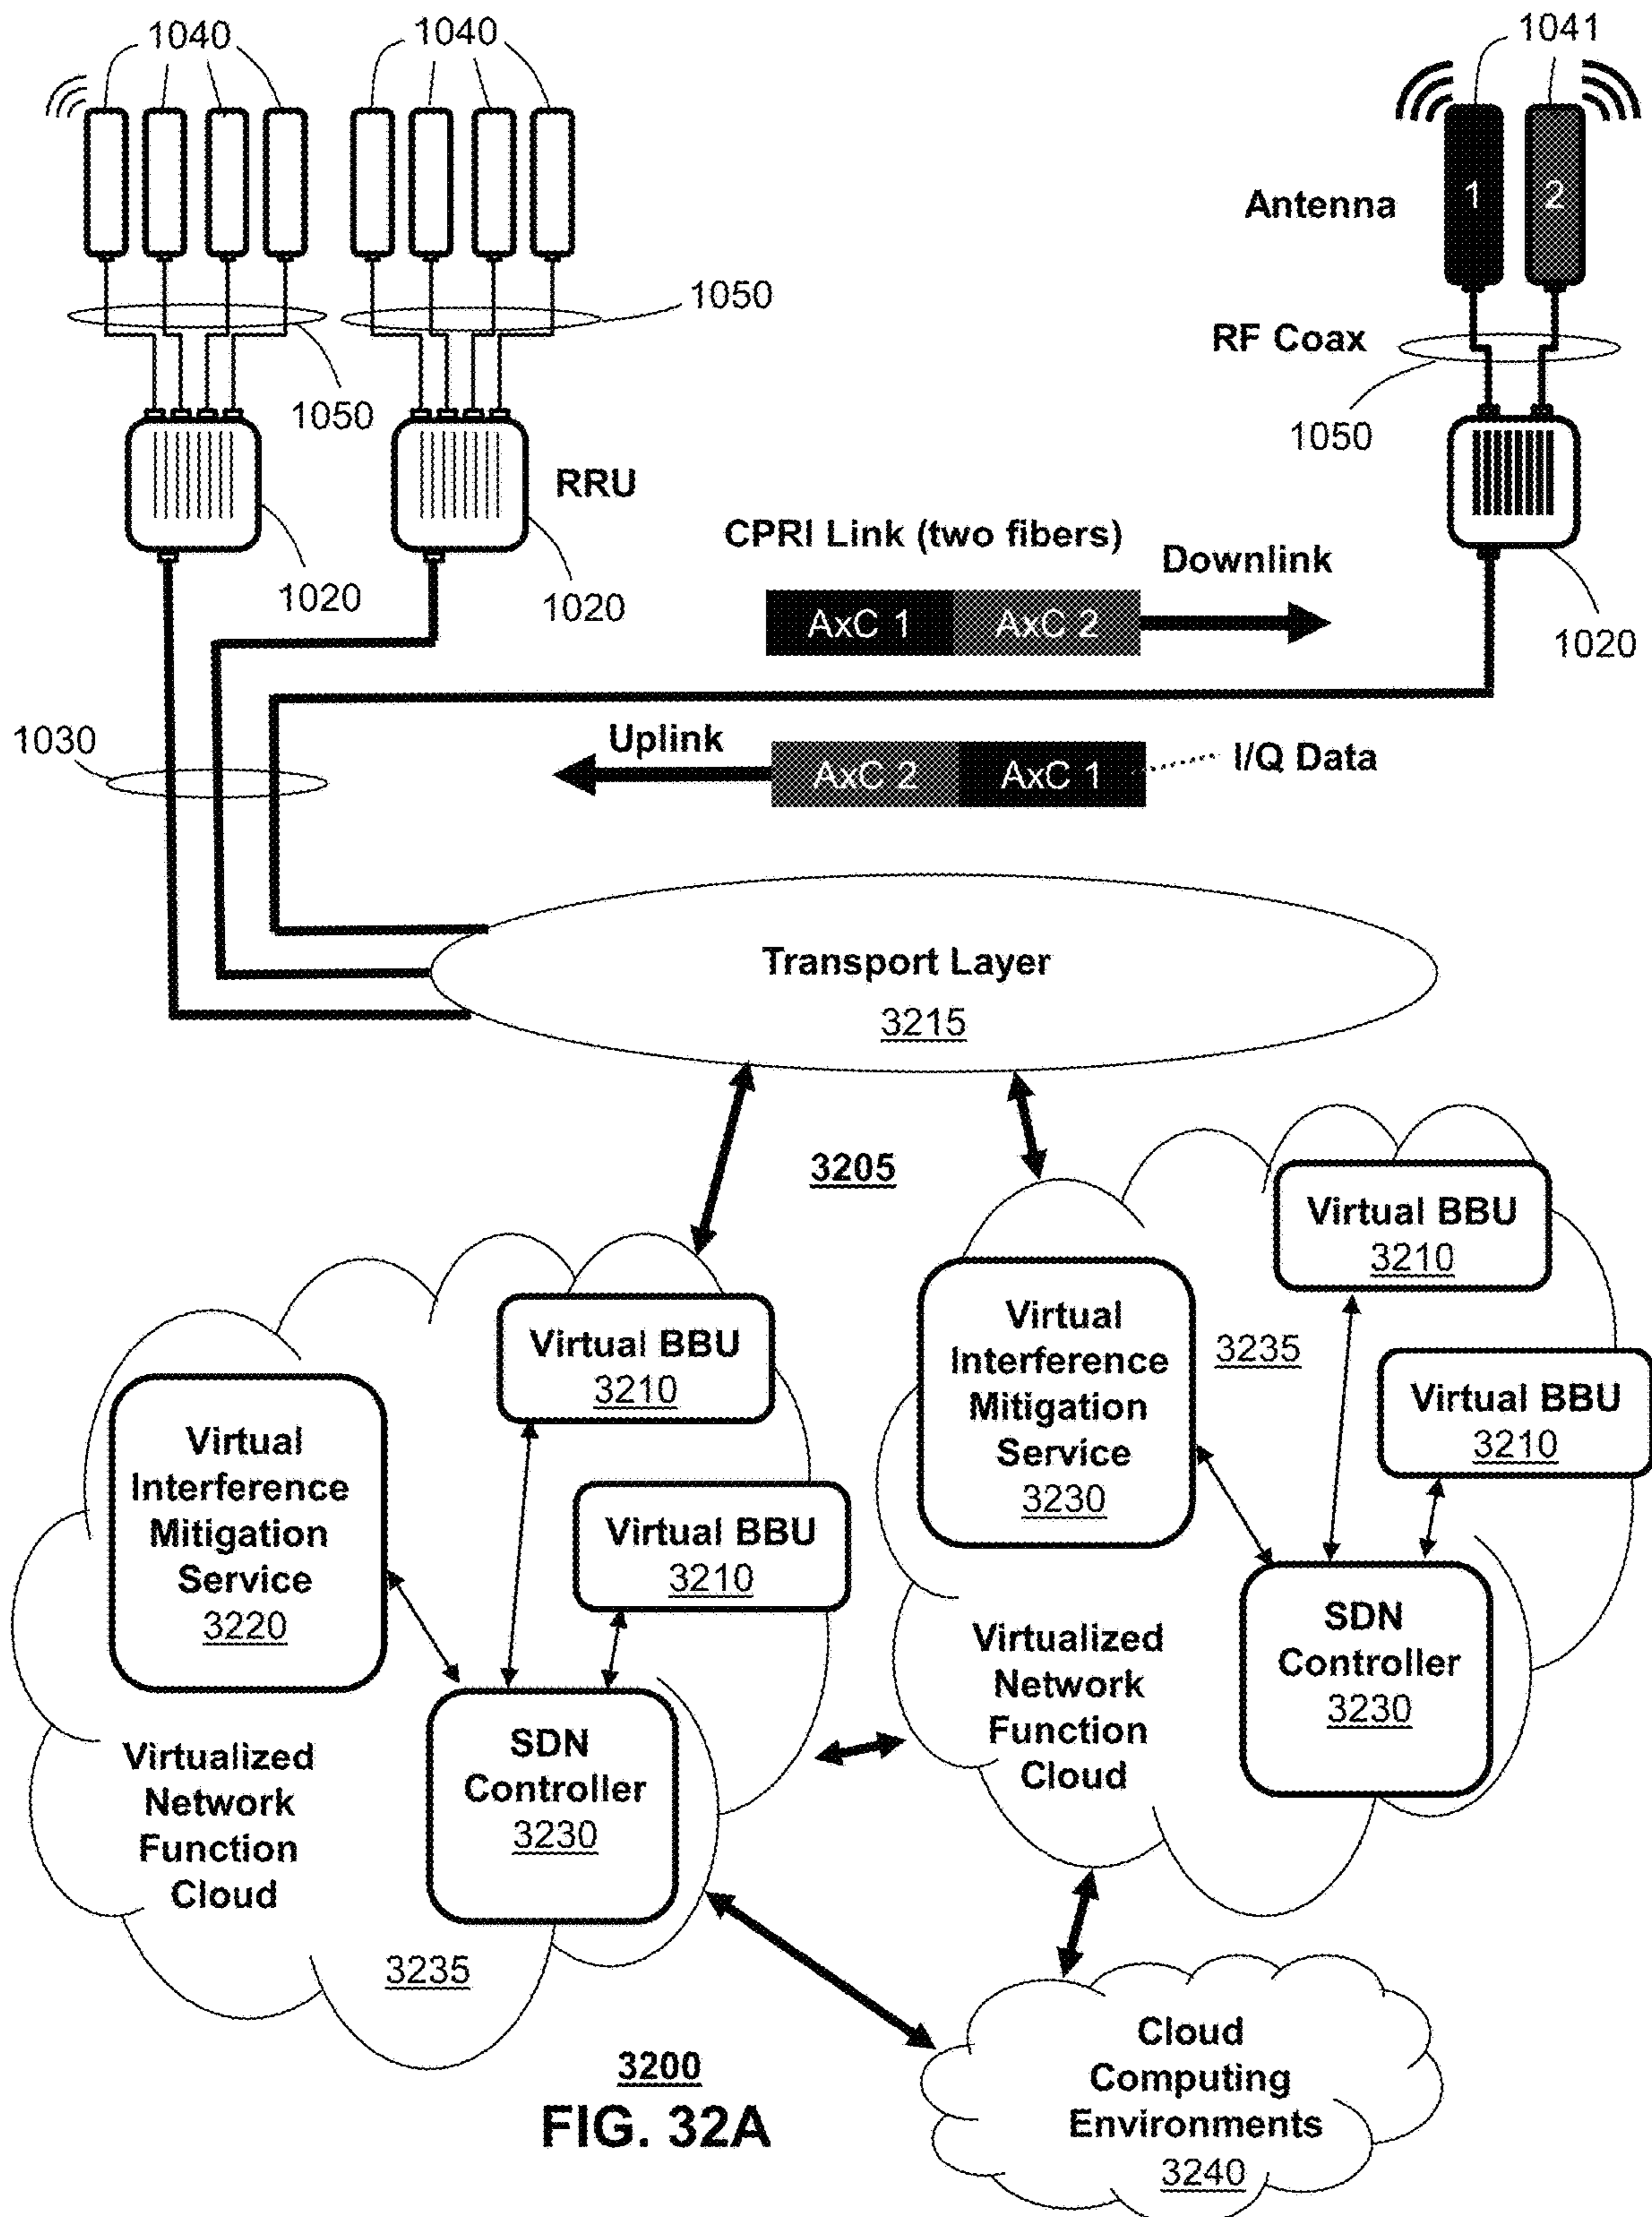 1040
1040
1041
1
2
Antenna
1050
RF Coax
1050
1050
RRU
CPRI Link (two fibers)
Downlink
1020
1020
AxC 1
AxC 2
1020
1030
Uplink
AxC 2
AxC 1
I/Q Data
Transport Layer
3215
3205
Virtual BBU
3210
Virtual
Interference
Mitigation
Service
3230
3235
Virtual BBU
3210
Virtual BBU
3210
Virtual
Interference
Mitigation
Service
3220
Virtual BBU
3210
SDN
Controller
3230
Virtualized
Network
Function
Cloud
SDN
Controller
3230
Virtualized
Network
Function
Cloud
3235
Cloud
Computing
Environments
3240
3200
FIG. 32A